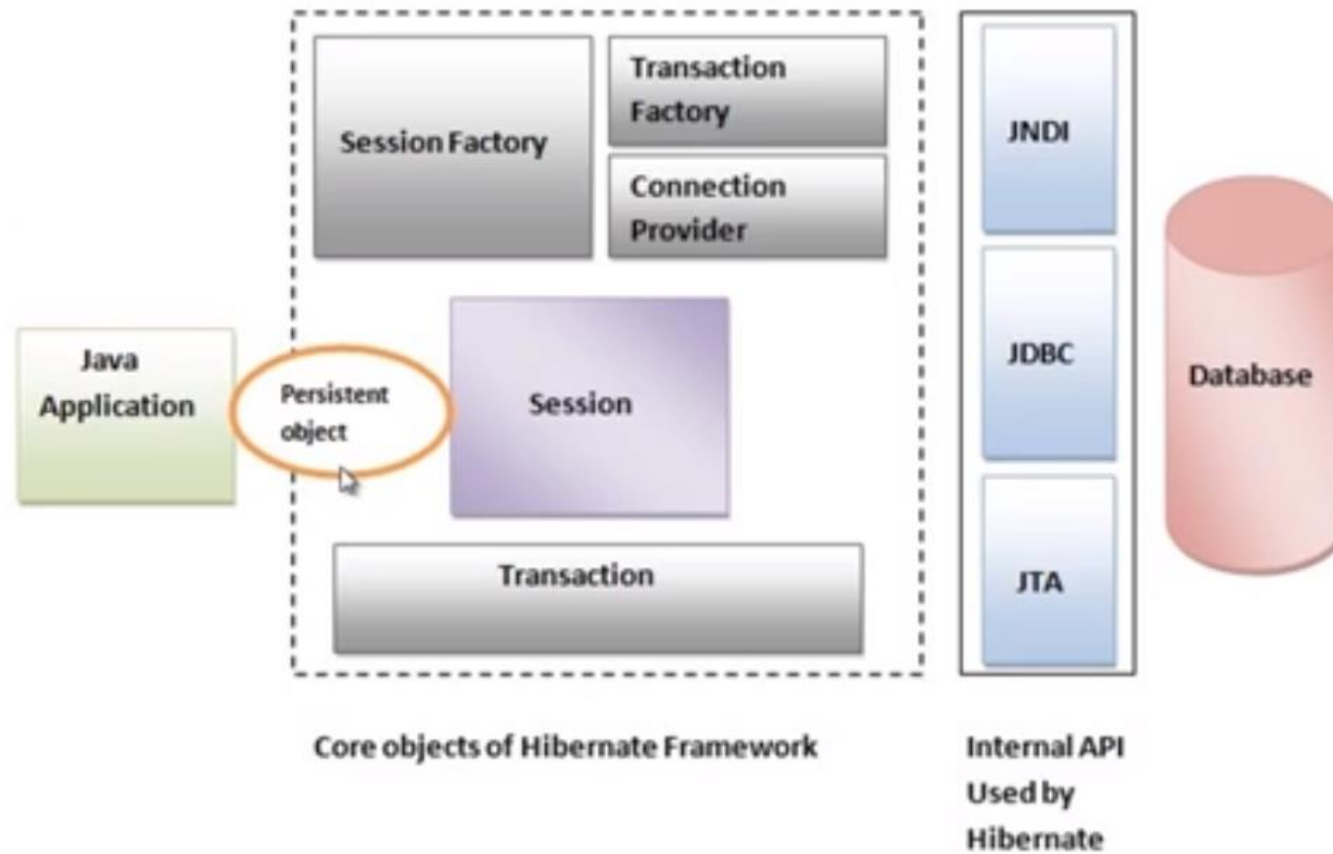 Session Factory
Transaction
Factory
Connection
Provider
Java
Application
Persistent
object
Session
Transaction
JNDI
JDBC
JTA
Database
Core objects of Hibernate Framework
Internal API
Used by
Hibernate